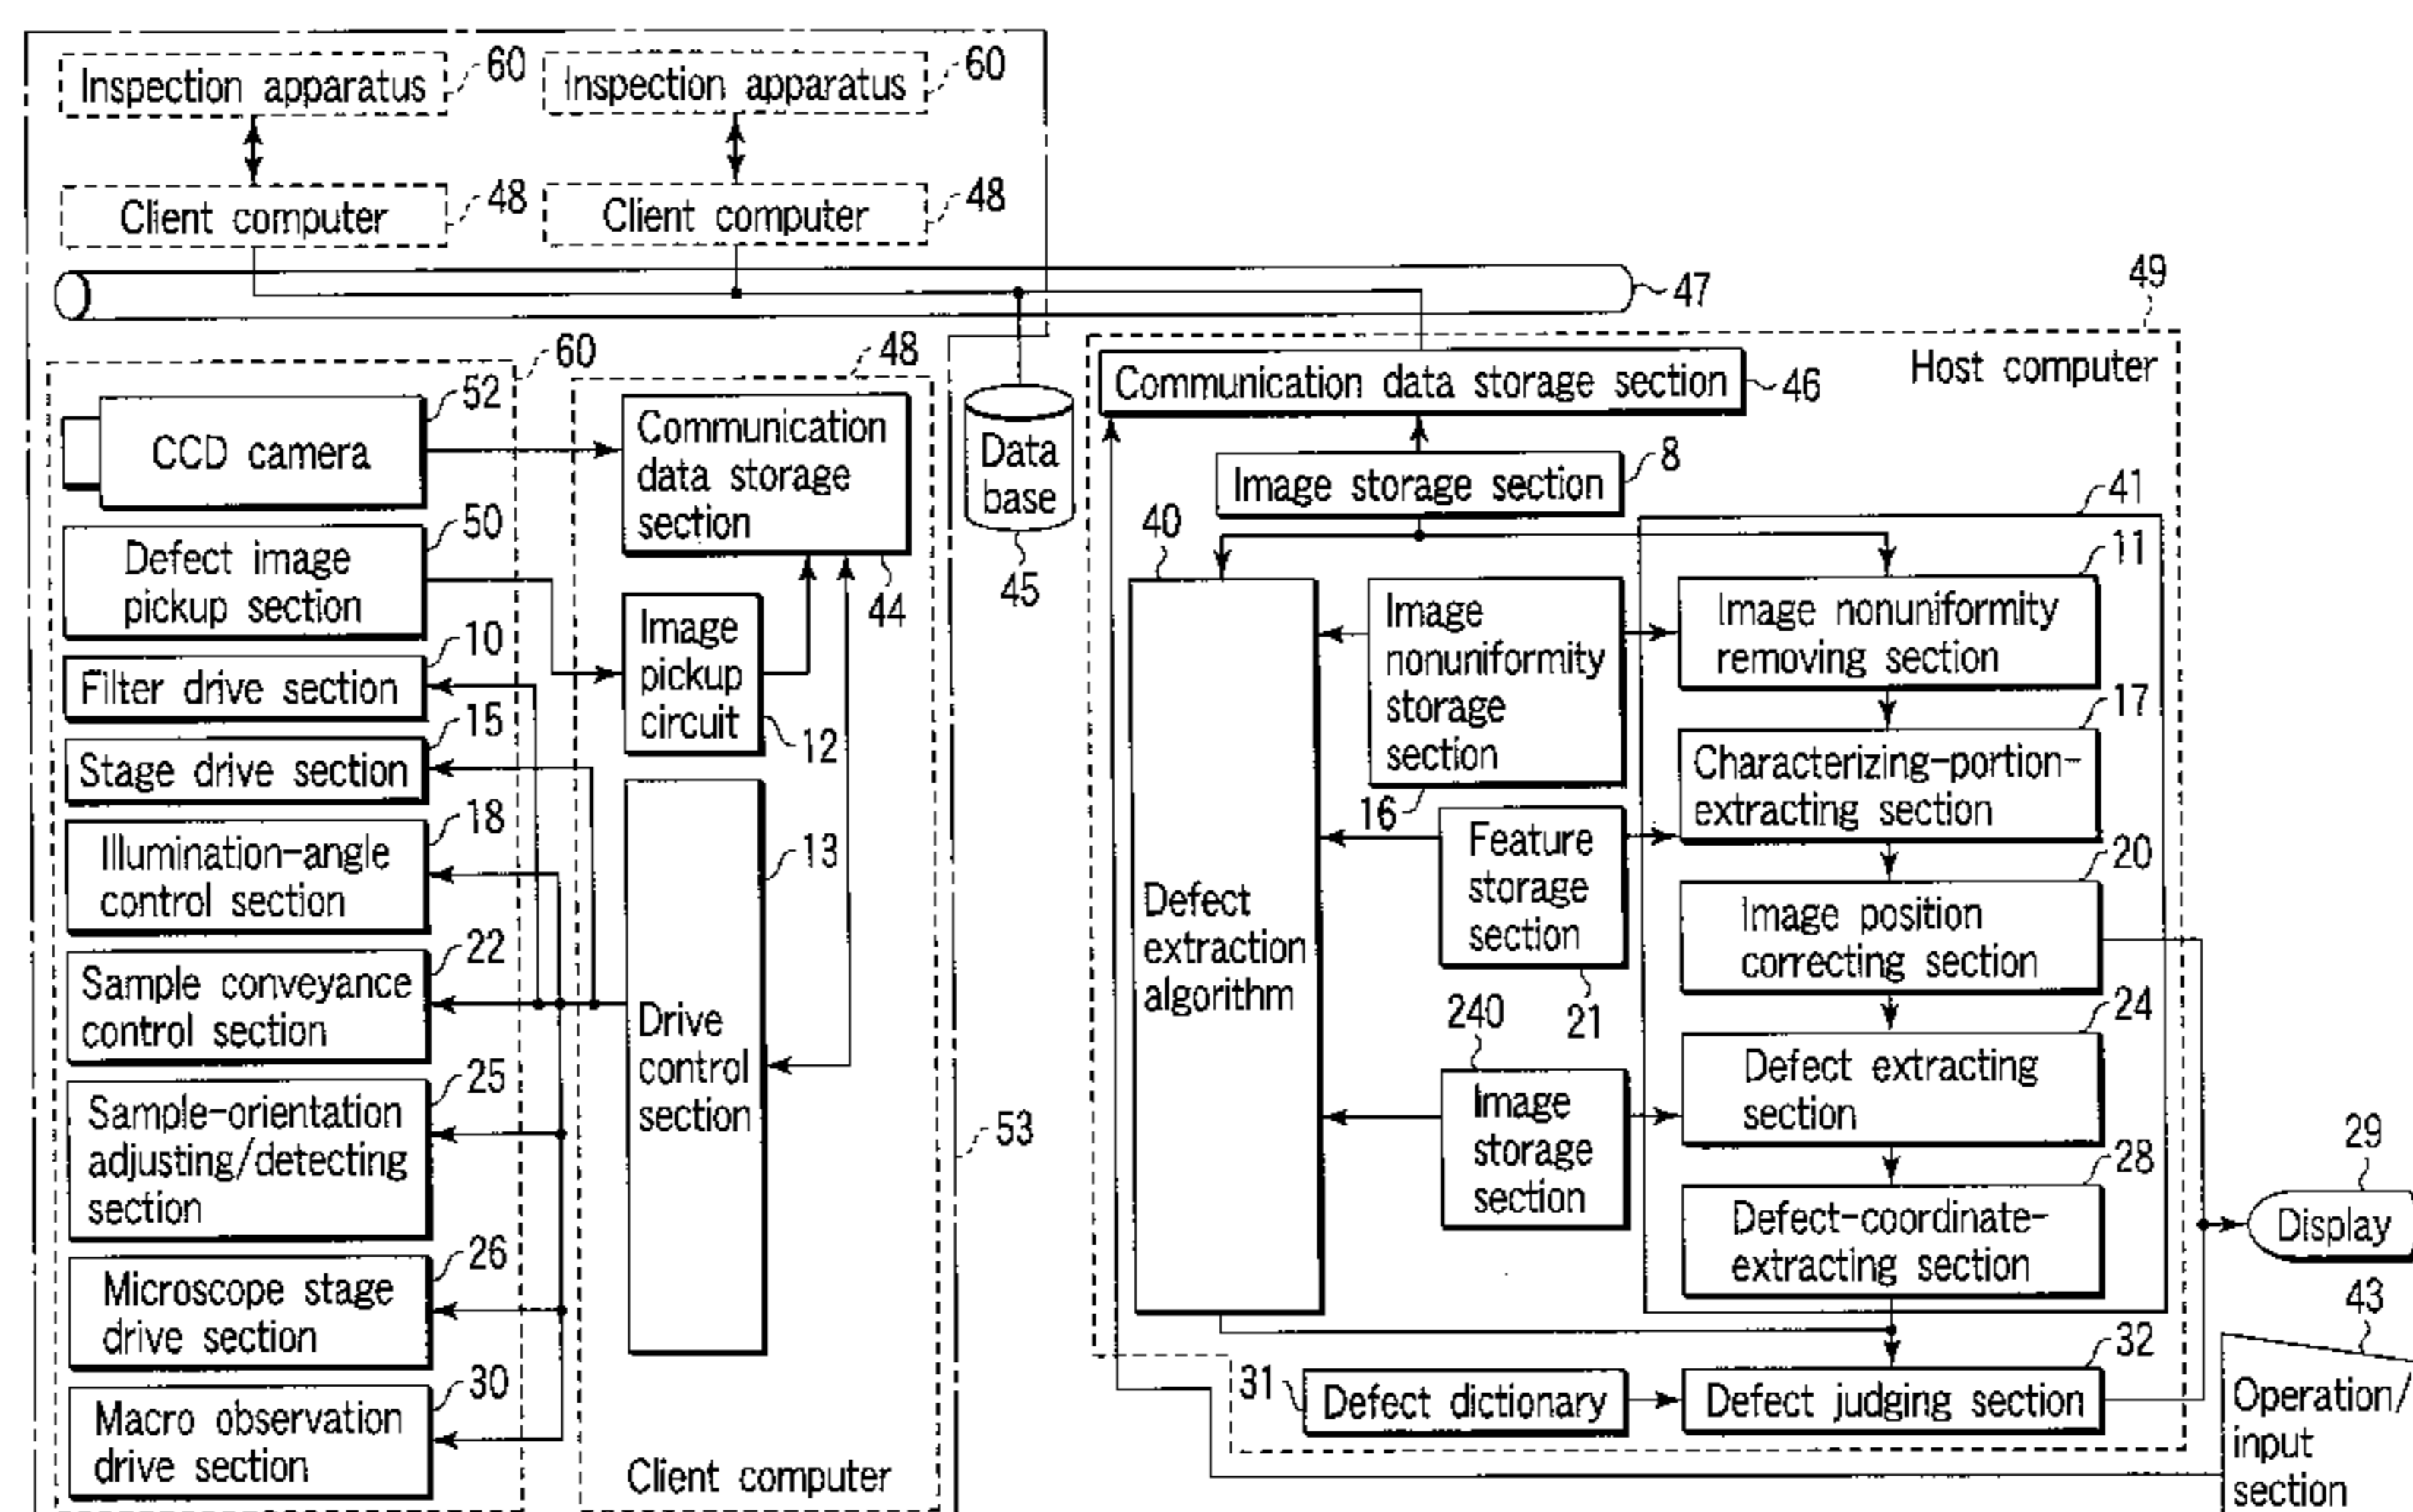 Inspection apparatus
60
Inspection apparatus
60
Client computer
48
Client computer
48
47
49
60
48
52
CCD camera
Communication
data storage
section
44
Data
base
45
Communication data storage section
46
Host computer
Image storage section
8
41
50
Defect image
pickup section
Image
pickup
circuit
12
40
Defect
extraction
algorithm
Image
nonuniformity
storage
section
16
11
Image nonuniformity
removing section
10
Filter drive section
15
Stage drive section
17
Characterizing-portion-
extracting section
18
Illumination-angle
control section
13
Drive
control
section
Feature
storage
section
21
20
Image position
correcting section
22
Sample conveyance
control section
240
Image
storage
section
24
Defect extracting
section
25
Sample-orientation
adjusting/detecting
section
53
28
Defect-coordinate-
extracting section
29
Display
26
Microscope stage
drive section
43
Operation/
input
section
30
Macro observation
drive section
Client computer
31
Defect dictionary
32
Defect judging section